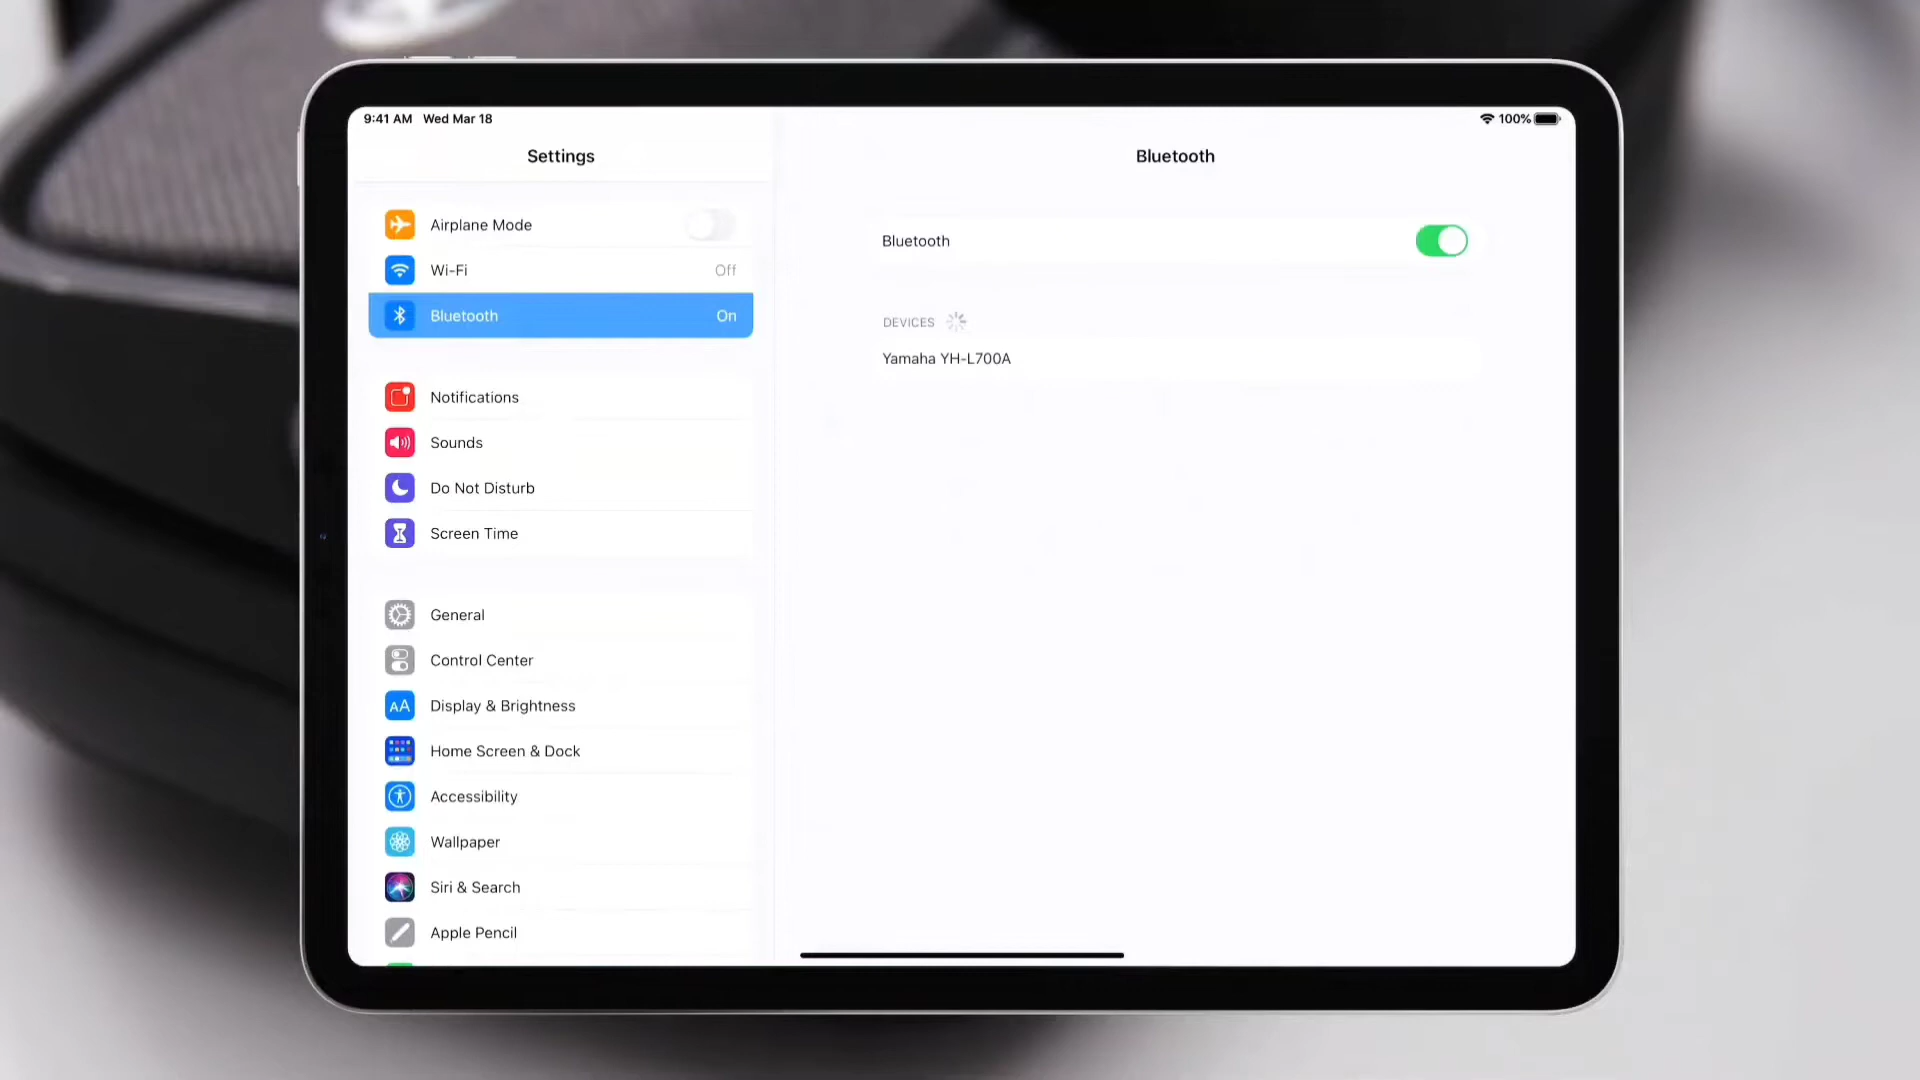 9:41 AM Wed Mar 18
100%
Settings
Bluetooth
Airplane Mode
Wi-Fi
Off
Bluetooth
On
Notifications
Sounds
Do Not Disturb
Screen Time
General
Control Center
AA
Display & Brightness
Home Screen & Dock
Accessibility
Wallpaper
Siri & Search
Apple Pencil
Bluetooth
DEVICES
Yamaha YH-L700A